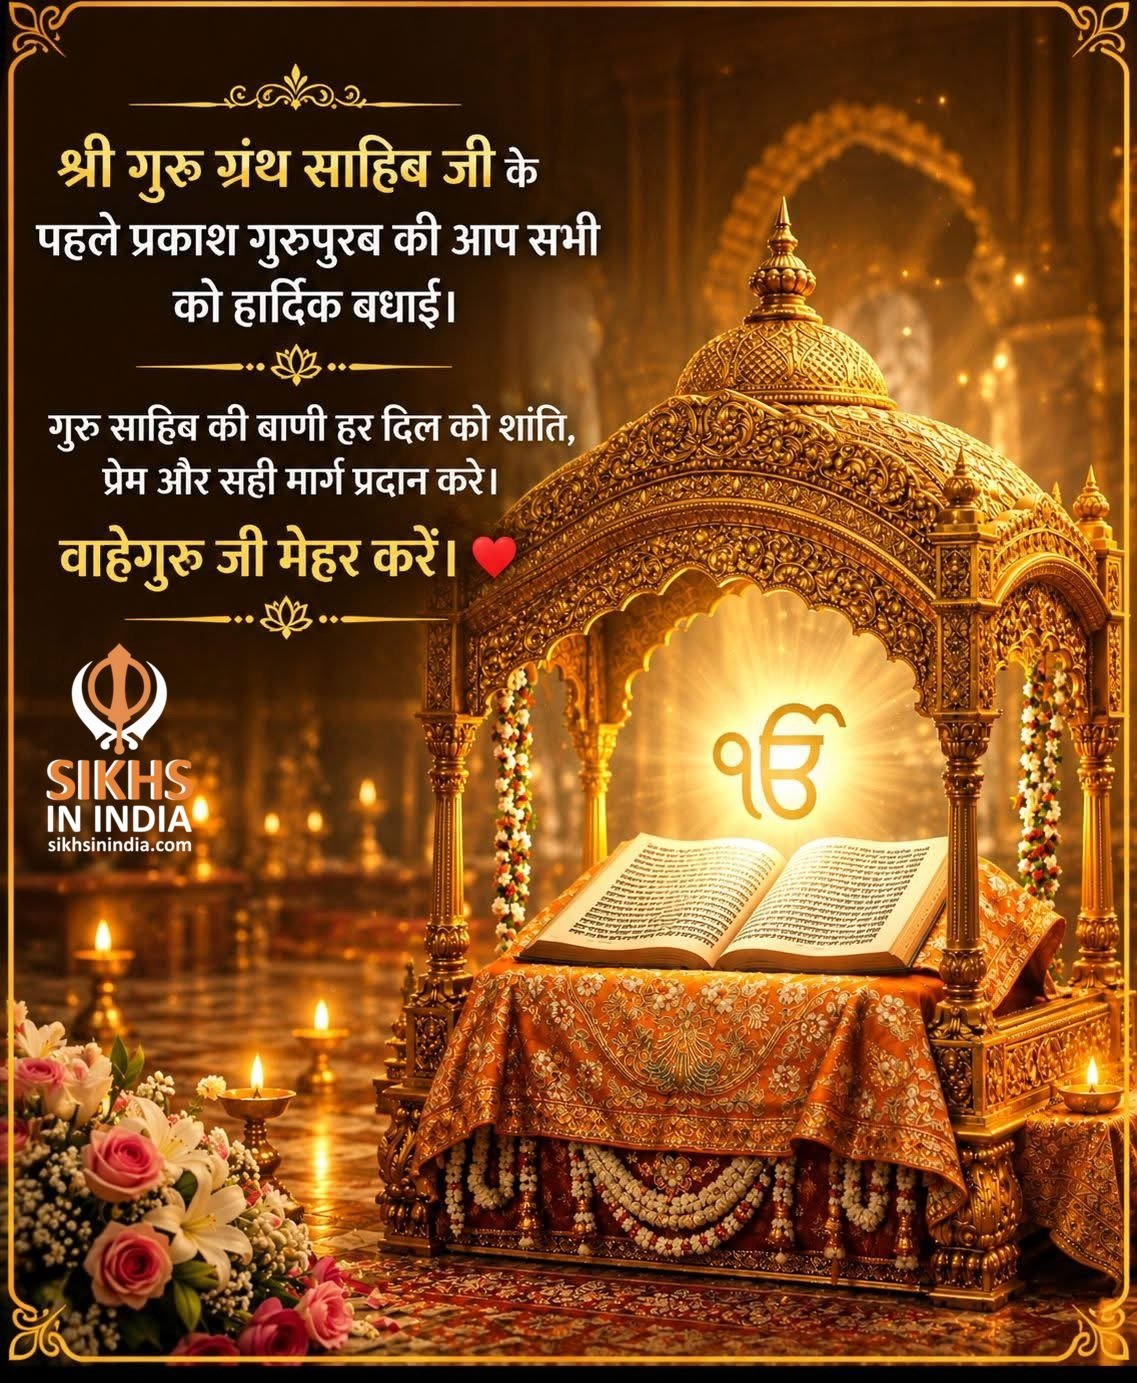 श्री गुरु ग्रंथ साहिब जी के
पहले प्रकाश गुरुपुरब की आप सभी
को हार्दिक बधाई।
गुरु साहिब की बाणी हर दिल को शांति,
प्रेम और सही मार्ग प्रदान करे।
वाहेगुरु जी मेहर करें। ❤️
SIKHS
IN INDIA
sikhsinindia.com
ੴ